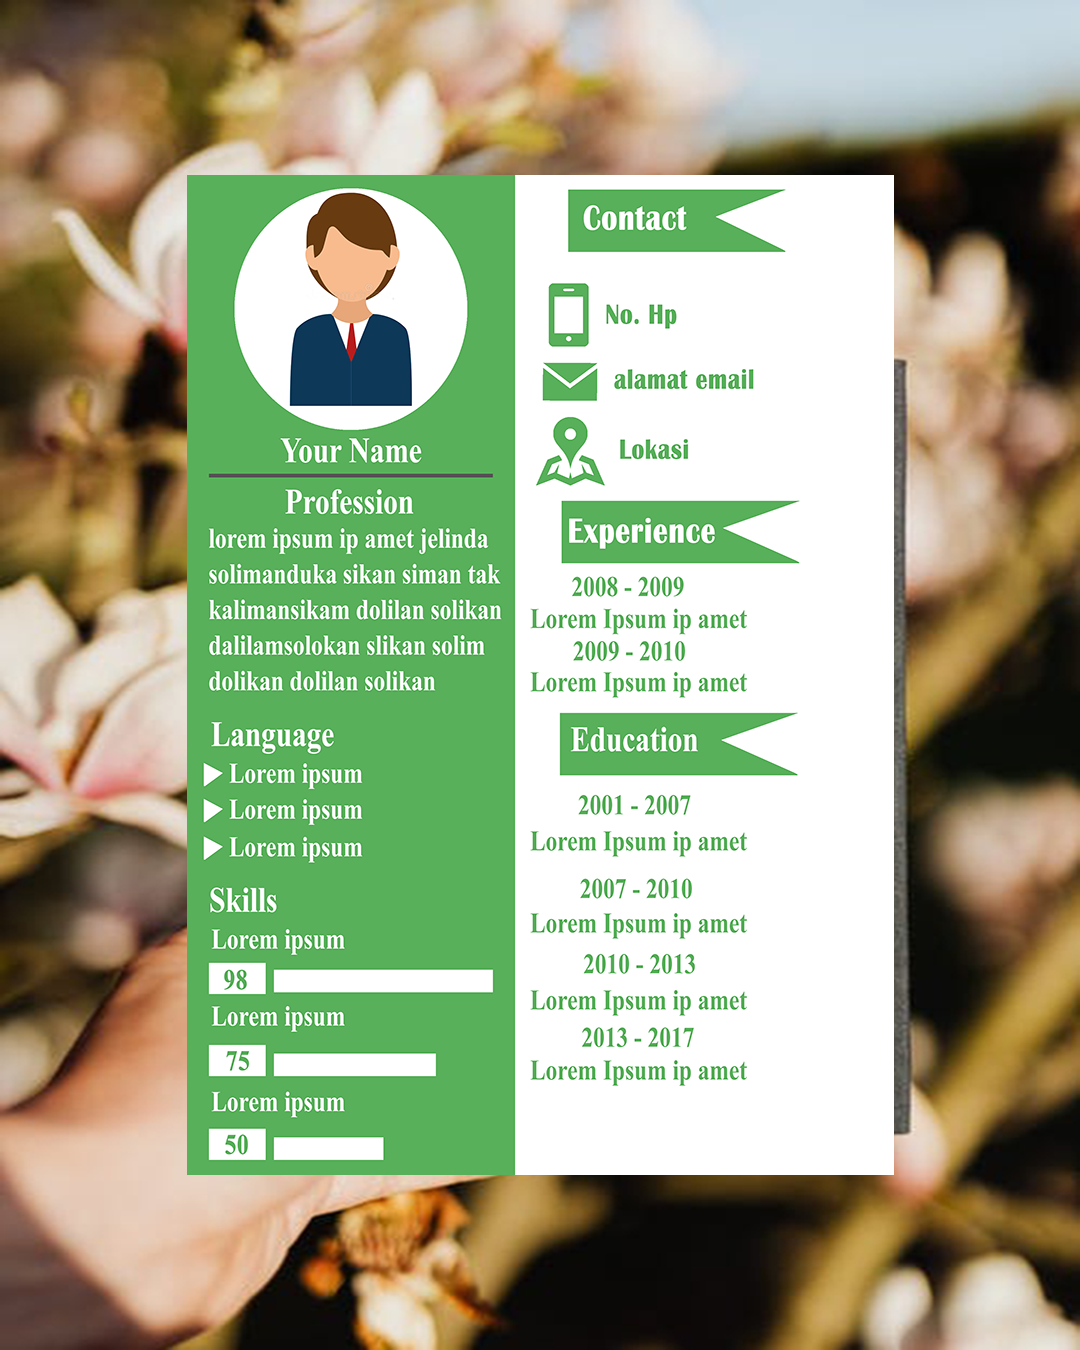 Your Name
Profession
lorem ipsum ip amet jelinda
solimanduka sikan siman tak
kalimansikam dolilan solikan
dalilamsolokan slikan solim
dolikan dolilan solikan
Language
Lorem ipsum
Lorem ipsum
Lorem ipsum
Skills
Lorem ipsum
98
Lorem ipsum
75
Lorem ipsum
50
Contact
No. Hp
alamat email
Lokasi
Experience
2008 - 2009
Lorem Ipsum ip amet
2009 - 2010
Lorem Ipsum ip amet
Education
2001 - 2007
Lorem Ipsum ip amet
2007 - 2010
Lorem Ipsum ip amet
2010 - 2013
Lorem Ipsum ip amet
2013 - 2017
Lorem Ipsum ip amet